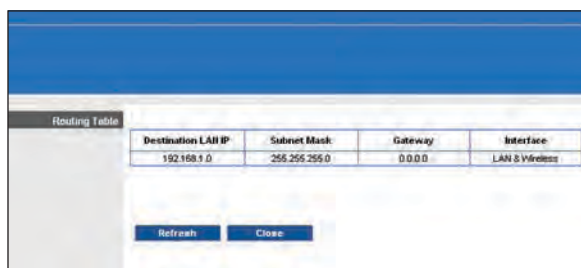 Routing Table
Destination LAN IP Subnet Mask Gateway Interface
192.168.1.0 255.255.255.0 0.0.0.0 LAN & Wireless
Refresh Close